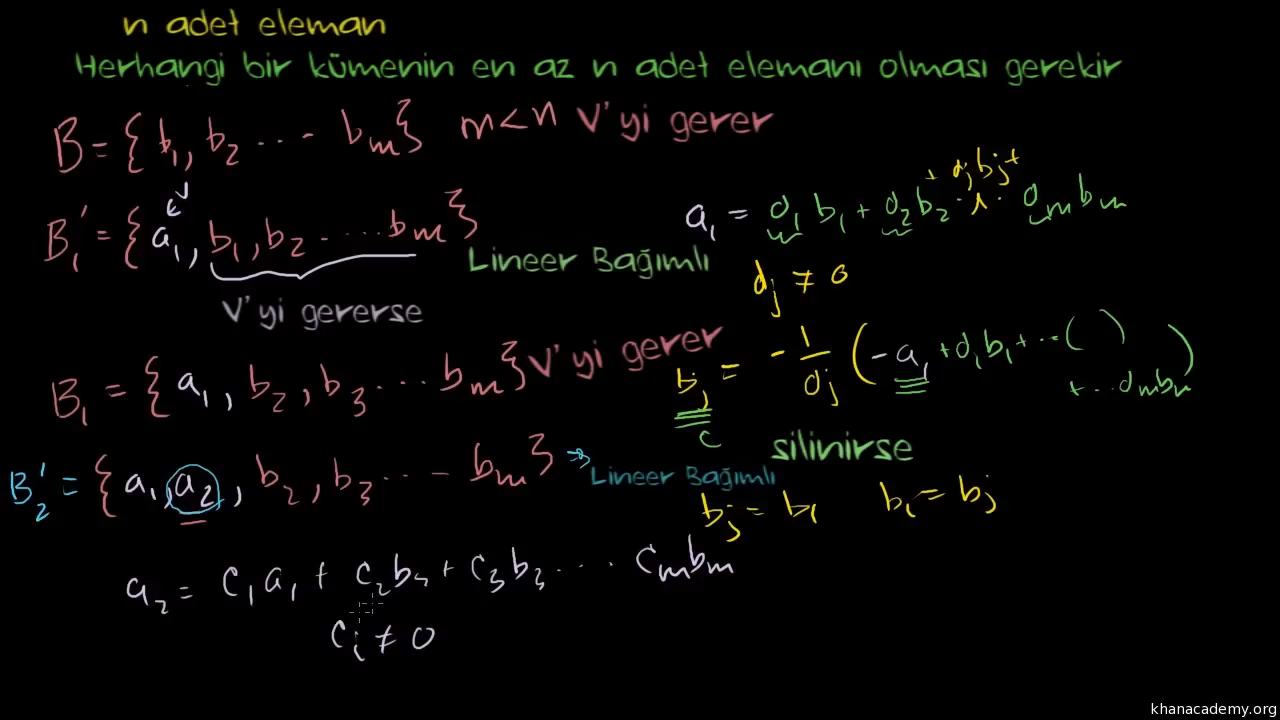 n adet eleman
Herhangi bir kümenin en az n adet elemanı olması gerekir
B = {b₁, b₂ ... bₘ} m < n V'yi gerer
B₁' = {a₁, b₁, b₂ .... bₘ}
Lineer Bağımlı
V'yi gererse
B₁ = {a₁, b₂, b₃ ... bₘ} V'yi gerer
B₂' = {a₁, a₂, b₂, b₃ ... bₘ} →
Lineer Bağımlı
a₂ = c₁a₁ + c₂b₂ + c₃b₃ .... cₘbₘ
cᵢ ≠ 0
a₁ = d₁b₁ + d₂b₂ + dⱼbⱼ + dₘbₘ
dⱼ ≠ 0
bⱼ = -1/dⱼ (-a₁ + d₁b₁ + ... ( ) + ... dₘbₘ)
silinirse
bⱼ = b₁ b₁ = bⱼ
khanacademy.org